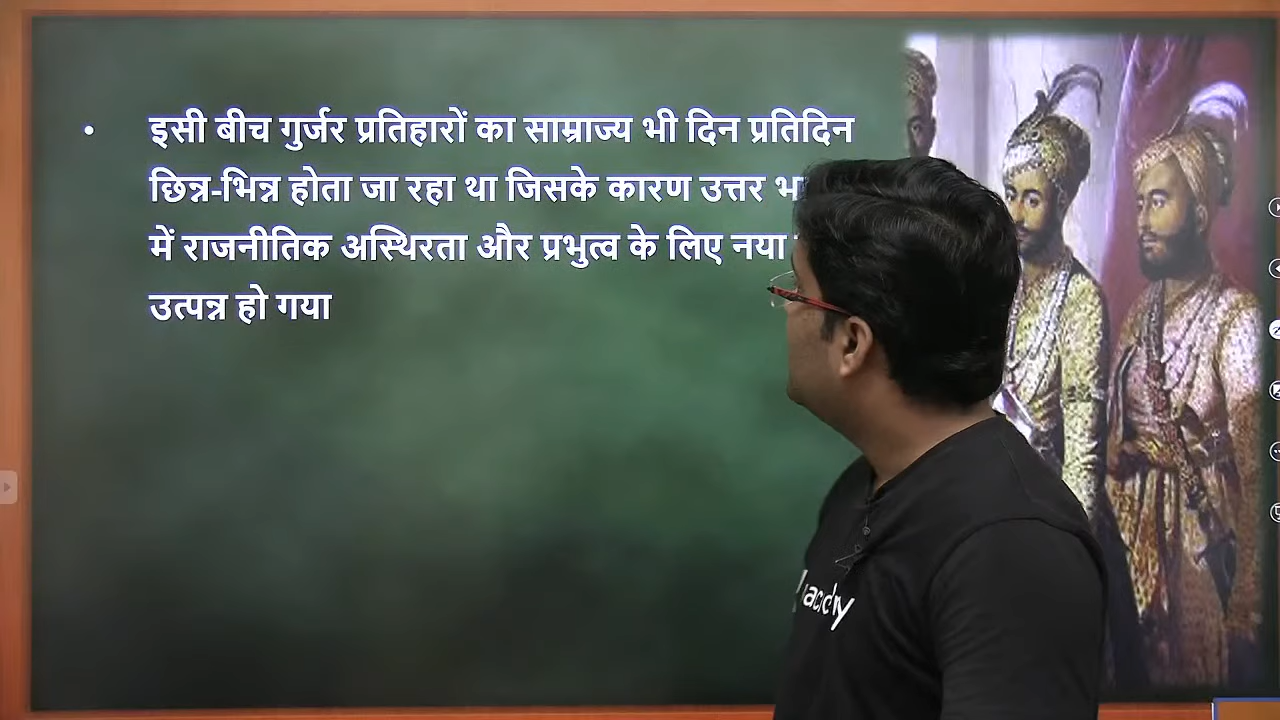 • इसी बीच गुर्जर प्रतिहारों का साम्राज्य भी दिन प्रतिदिन
छिन्न-भिन्न होता जा रहा था जिसके कारण उत्तर
में राजनीतिक अस्थिरता और प्रभुत्व के लिए नया
उत्पन्न हो गया